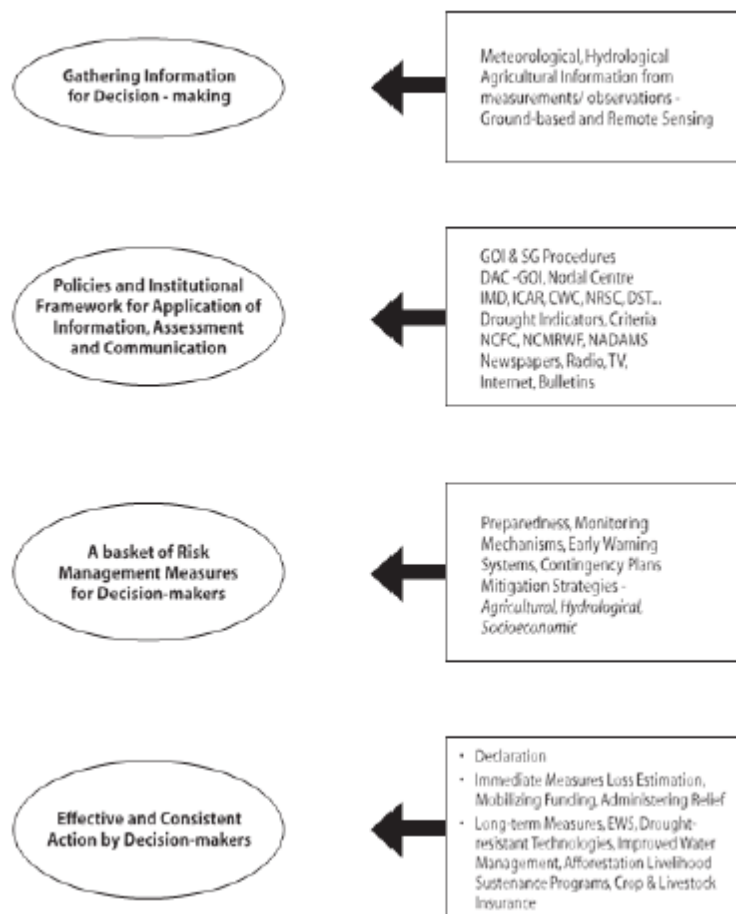 Gathering Information
for Decision - making
Meteorological, Hydrological
Agricultural Information from
measurements/ observations -
Ground-based and Remote Sensing
Policies and Institutional
Framework for Application of
Information, Assessment
and Communication
GOI & SG Procedures
DAC -GOI, Nodal Centre
IMD, ICAR, CWC, NRSC, DST...
Drought Indicators, Criteria
NCFC, NCMRWF, NADAMS
Newspapers, Radio, TV,
Internet, Bulletins
A basket of Risk
Management Measures
for Decision-makers
Preparedness, Monitoring
Mechanisms, Early Warning
Systems, Contingency Plans
Mitigation Strategies -
Agricultural, Hydrological,
Socioeconomic
Effective and Consistent
Action by Decision-makers
• Declaration
• Immediate Measures Loss Estimation,
Mobilizing Funding, Administering Relief
• Long-term Measures, EWS, Drought-
resistant Technologies, Improved Water
Management, Afforestation Livelihood
Sustenance Programs, Crop & Livestock
Insurance